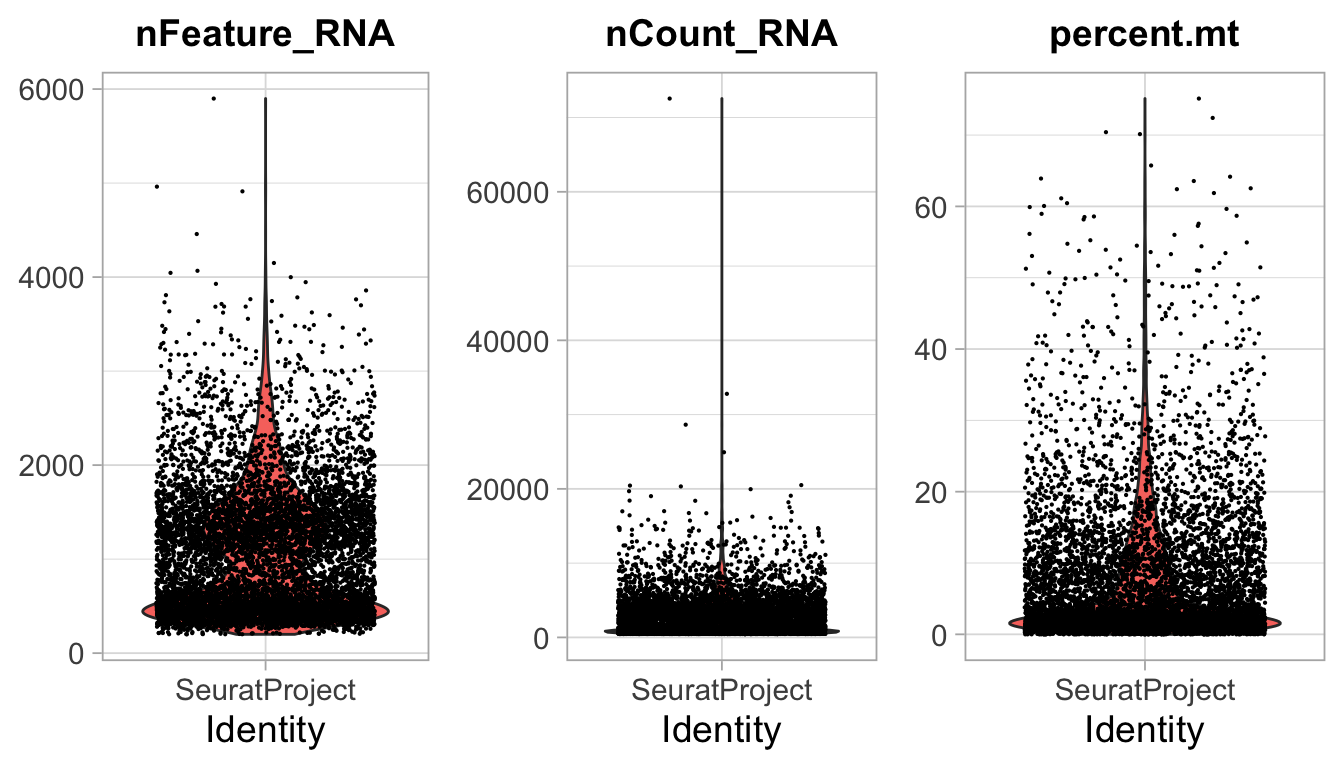 nFeature_RNA
6000
4000
2000
0
SeuratProject
Identity
nCount_RNA
60000
40000
20000
0
SeuratProject
Identity
percent.mt
60
40
20
0
SeuratProject
Identity